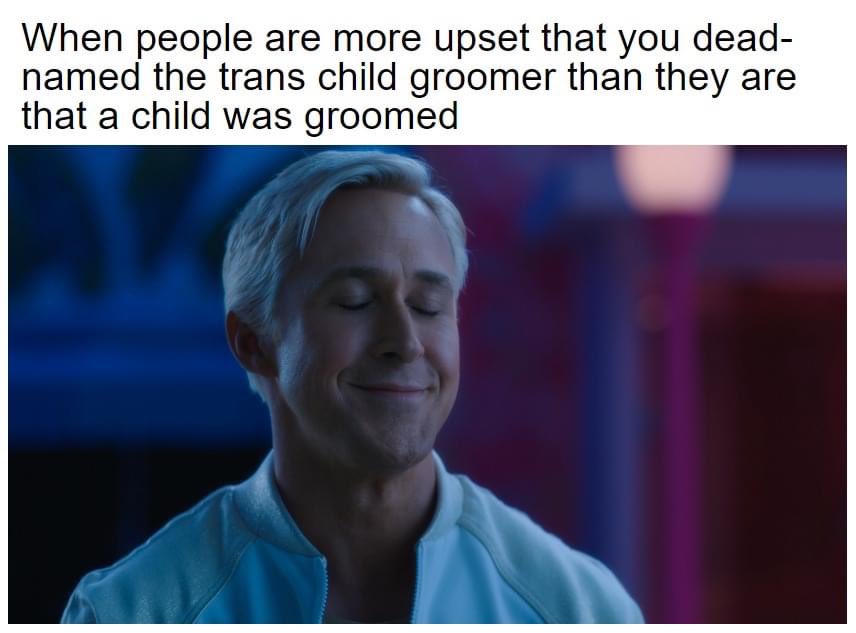 When people are more upset that you dead-
named the trans child groomer than they are
that a child was groomed